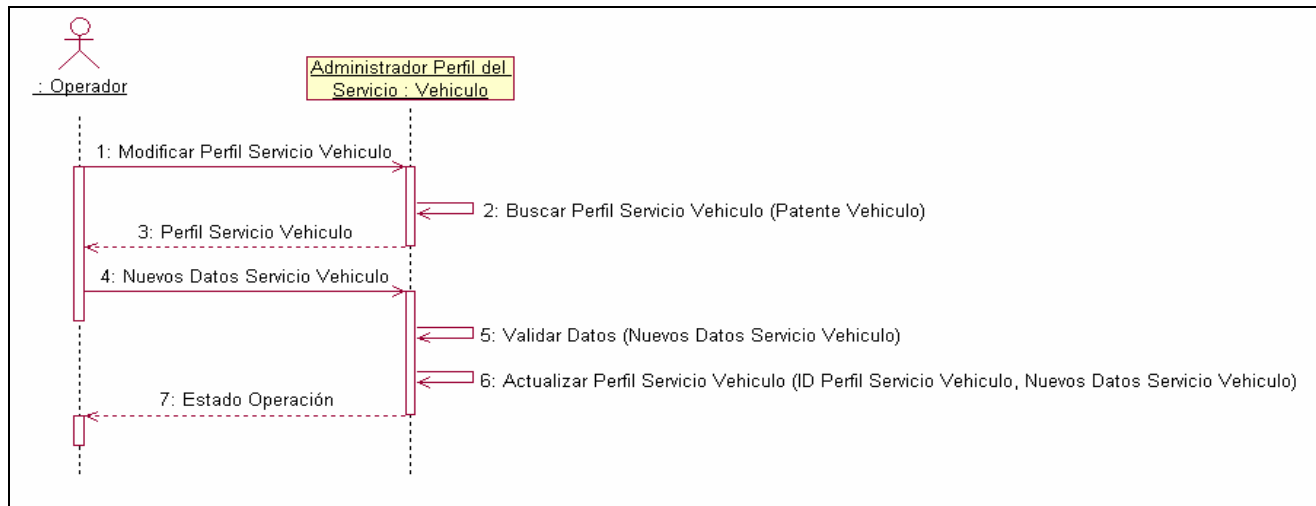 : Operador
Administrador Perfil del
Servicio : Vehiculo
1: Modificar Perfil Servicio Vehiculo
2: Buscar Perfil Servicio Vehiculo (Patente Vehiculo)
3: Perfil Servicio Vehiculo
4: Nuevos Datos Servicio Vehiculo
5: Validar Datos (Nuevos Datos Servicio Vehiculo)
6: Actualizar Perfil Servicio Vehiculo (ID Perfil Servicio Vehiculo, Nuevos Datos Servicio Vehiculo)
7: Estado Operación